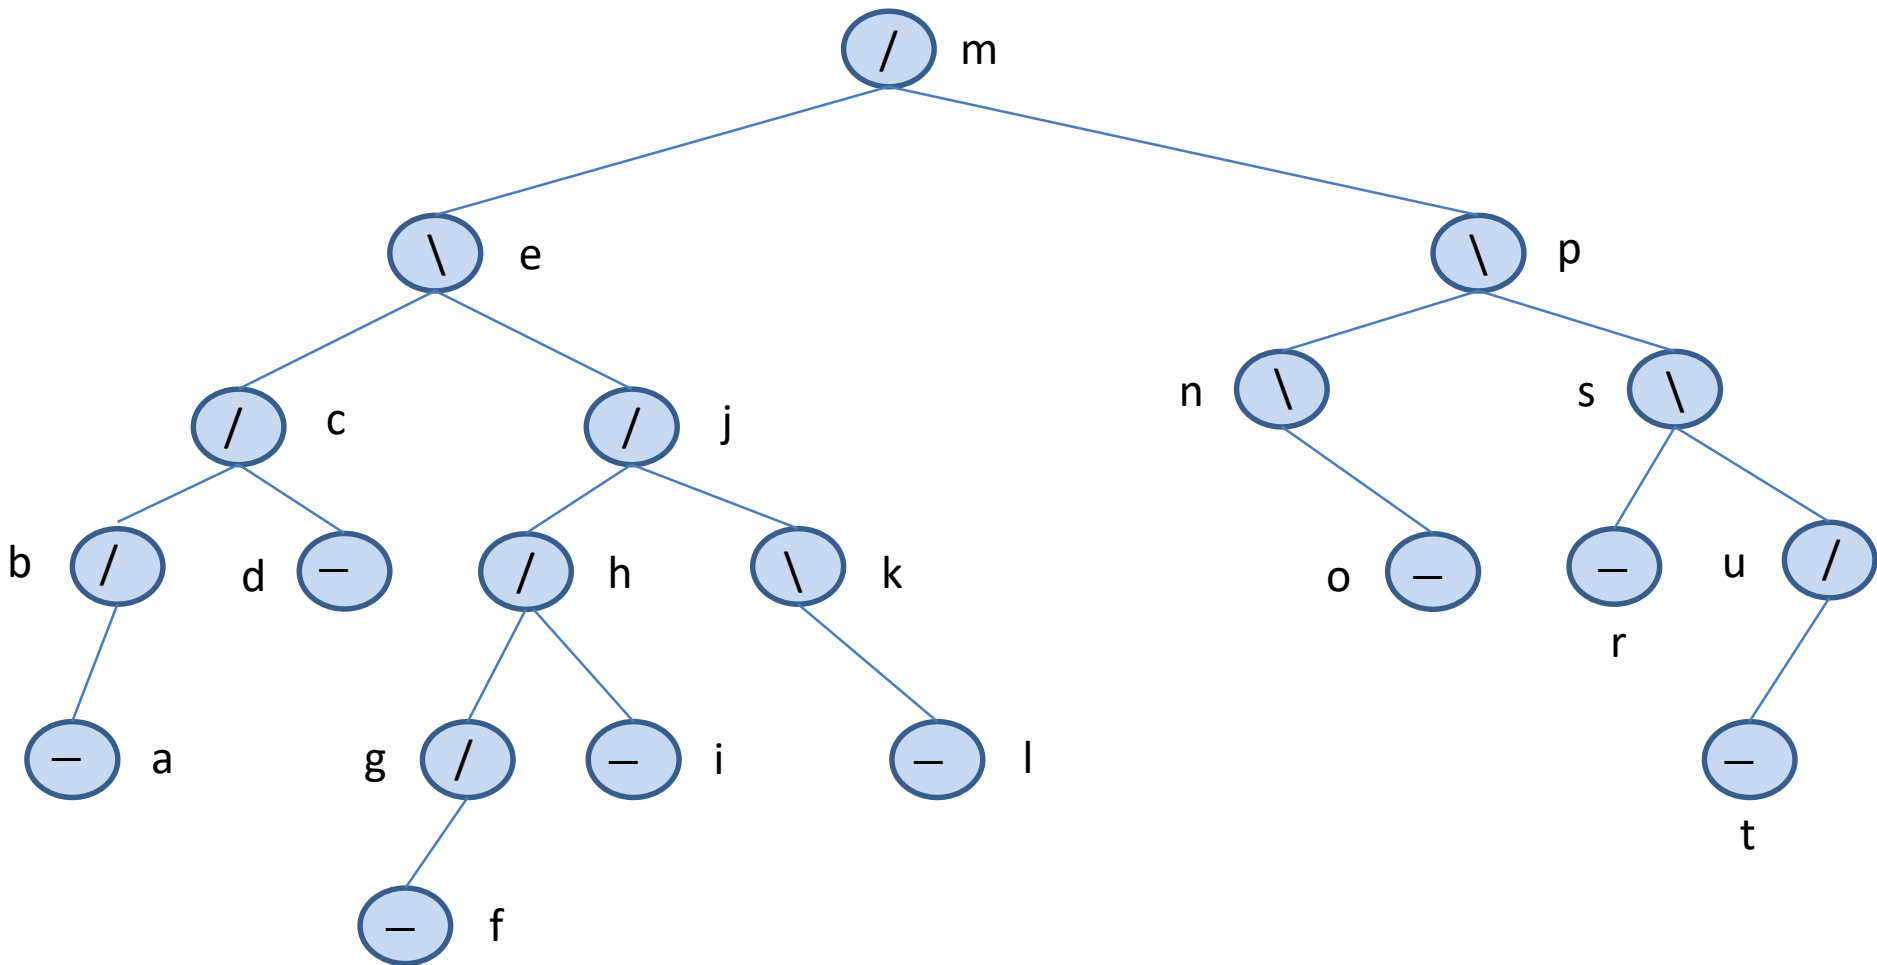 / m
\ e \ p
/ c / j n \ s \
b / d – / h \ k o – – u /
r
– a g / – i – l –
t
– f